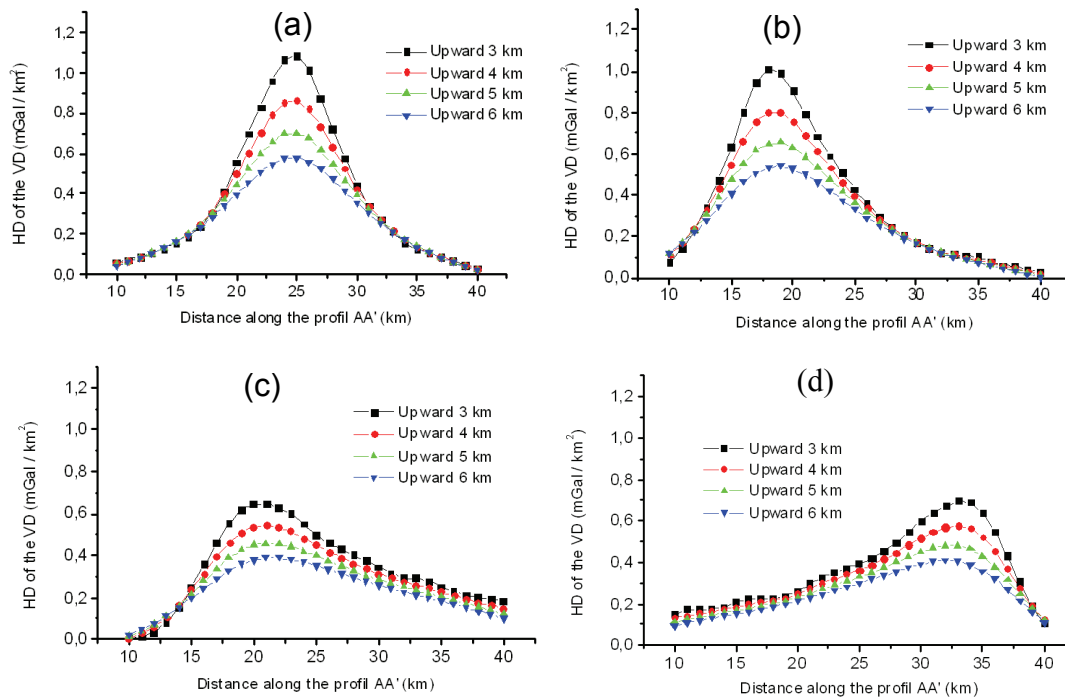 (a)
HD of the VD (mGal / km²)
1,2
1,0
0,8
0,6
0,4
0,2
0,0
Upward 3 km
Upward 4 km
Upward 5 km
Upward 6 km
10 15 20 25 30 35 40
Distance along the profil AA' (km)
(b)
HD of the VD (mGal / km²)
1,2
1,0
0,8
0,6
0,4
0,2
0,0
Upward 3 km
Upward 4 km
Upward 5 km
Upward 6 km
10 15 20 25 30 35 40
Distance along the profil AA' (km)
(c)
HD of the VD (mGal / km²)
1,2
1,0
0,8
0,6
0,4
0,2
0,0
Upward 3 km
Upward 4 km
Upward 5 km
Upward 6 km
10 15 20 25 30 35 40
Distance along the profil AA' (km)
(d)
HD of the VD (mGal / km²)
1,2
1,0
0,8
0,6
0,4
0,2
0,0
Upward 3 km
Upward 4 km
Upward 5 km
Upward 6 km
10 15 20 25 30 35 40
Distance along the profil AA' (km)